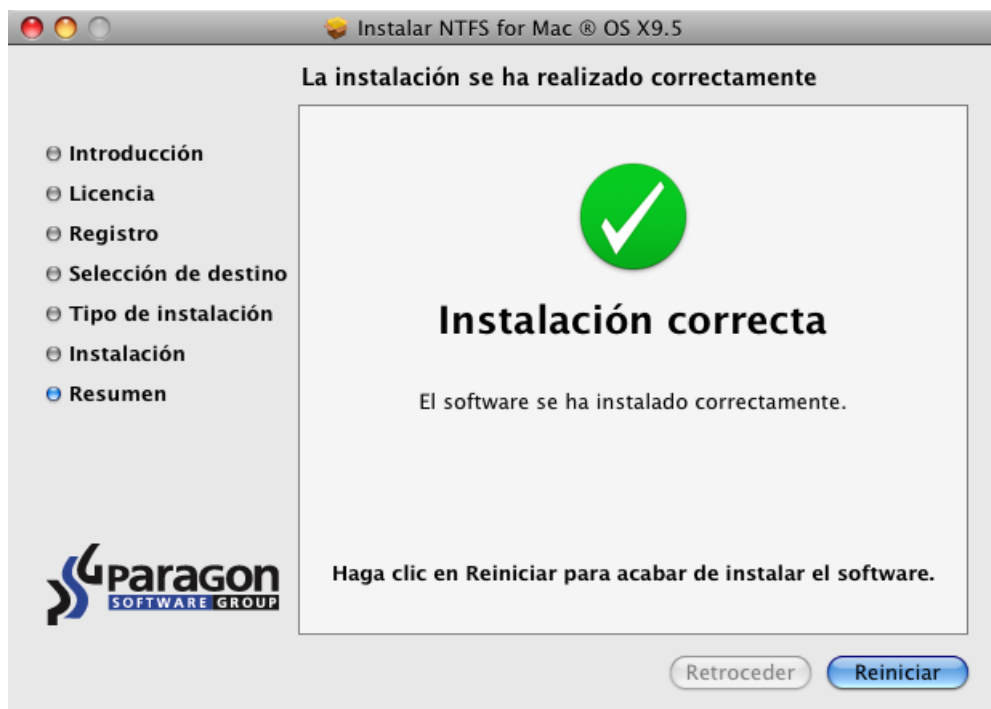 Instalar NTFS for Mac ® OS X9.5
La instalación se ha realizado correctamente
Introducción
Licencia
Registro
Selección de destino
Tipo de instalación
Instalación
Resumen
Instalación correcta
El software se ha instalado correctamente.
Haga clic en Reiniciar para acabar de instalar el software.
Paragon
SOFTWARE GROUP
Retroceder
Reiniciar